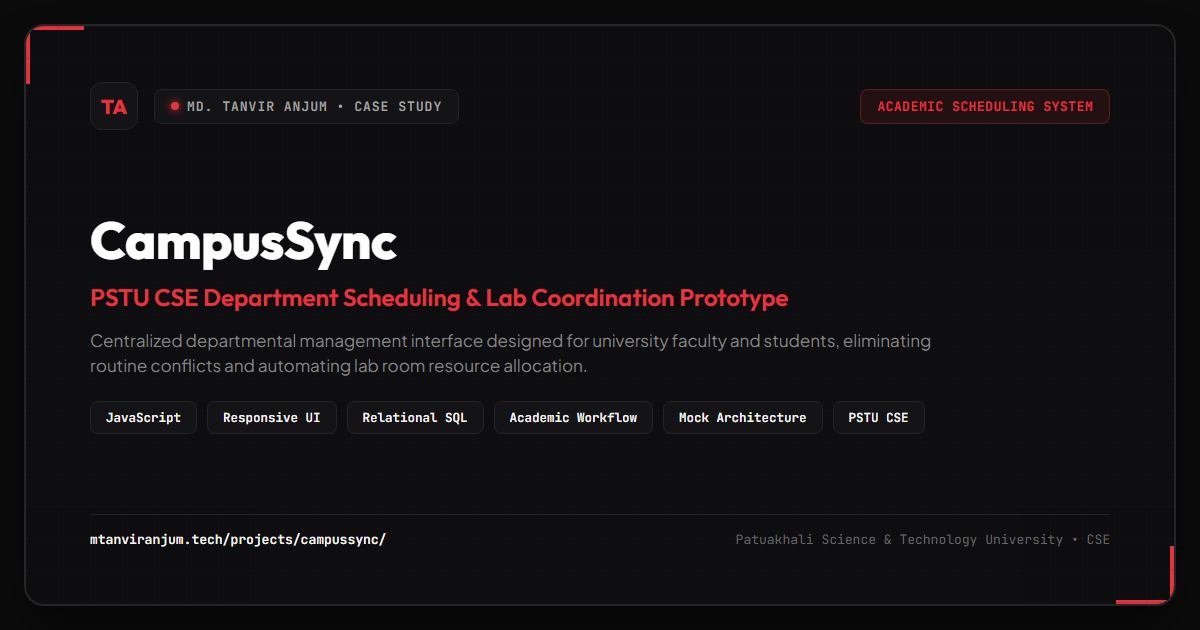 TA
MD. TANVIR ANJUM • CASE STUDY
ACADEMIC SCHEDULING SYSTEM
CampusSync
PSTU CSE Department Scheduling & Lab Coordination Prototype
Centralized departmental management interface designed for university faculty and students, eliminating
routine conflicts and automating lab room resource allocation.
JavaScript
Responsive UI
Relational SQL
Academic Workflow
Mock Architecture
PSTU CSE
mtanviranjum.tech/projects/campussync/
Patuakhali Science & Technology University • CSE